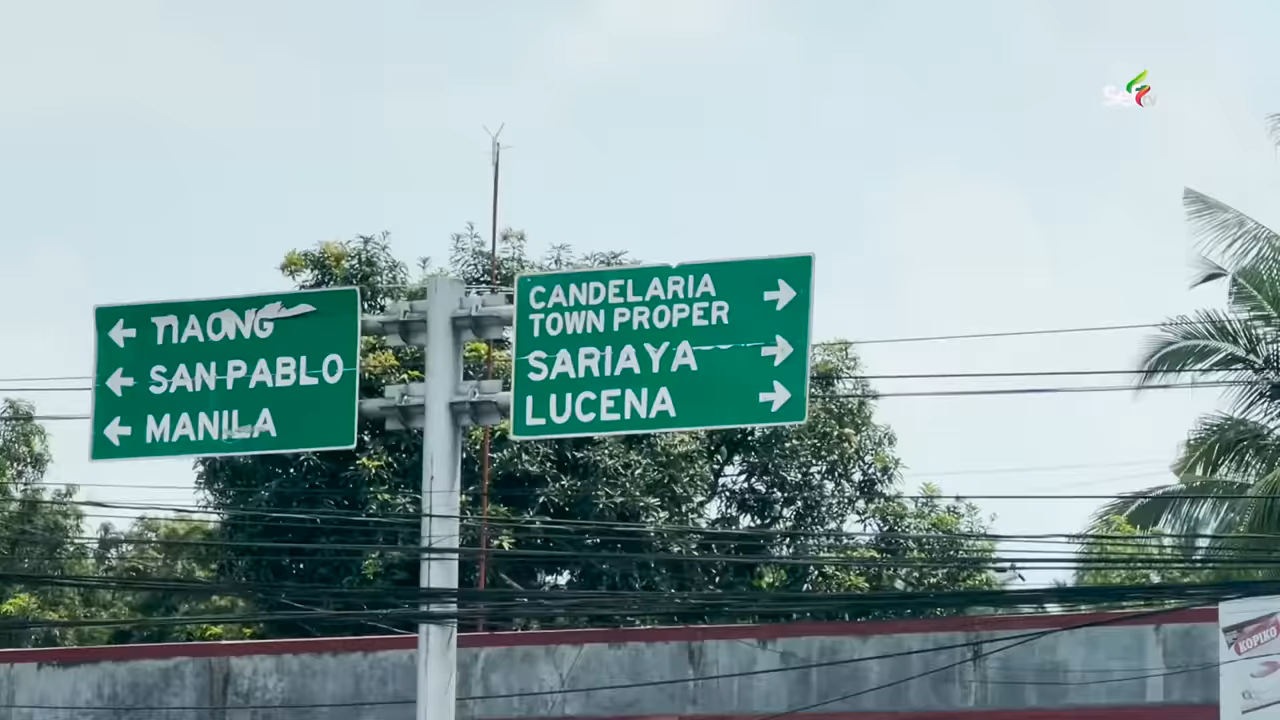 TIAONG
SAN PABLO
MANILA
CANDELARIA
TOWN PROPER
SARIAYA
LUCENA
KOPIKO